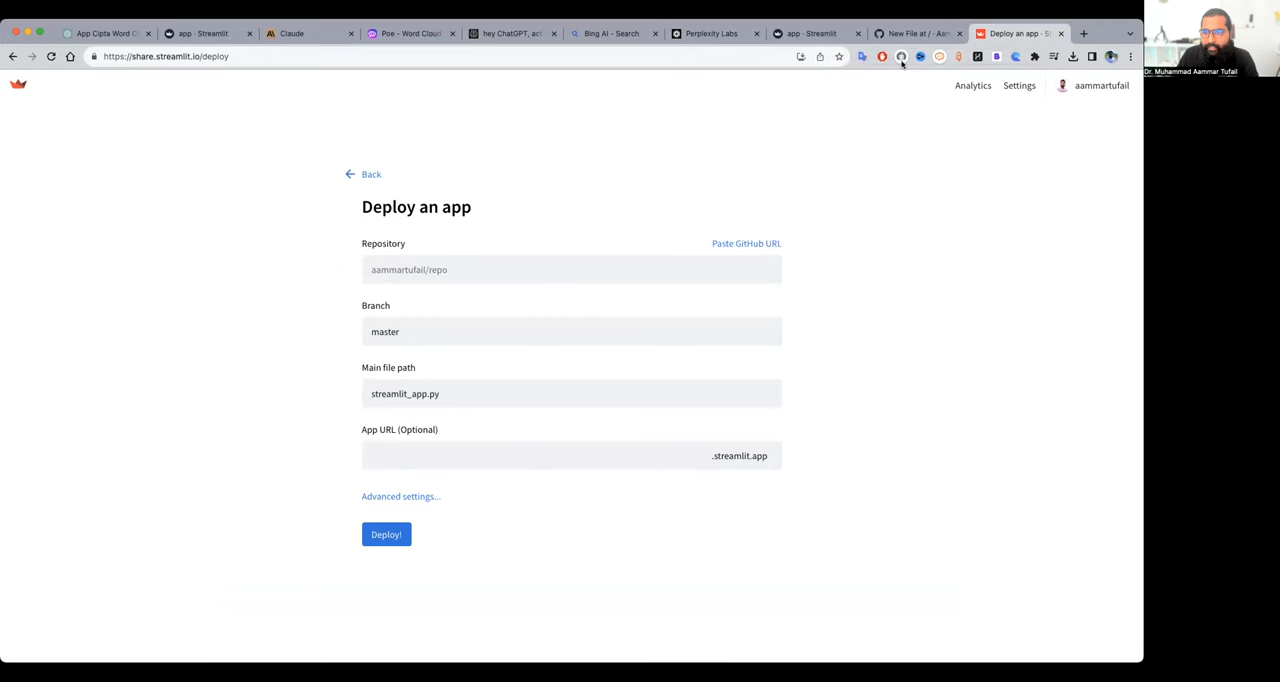 App Cipta Word C
app · Streamlit
Claude
Poe - Word Cloud
hey ChatGPT, act
Bing AI - Search
Perplexity Labs
app · Streamlit
New File at / · Aam
Deploy an app · S
https://share.streamlit.io/deploy
Dr. Muhammad Aammar Tufail
Analytics
Settings
aammartufail
Back
Deploy an app
Repository
Paste GitHub URL
aammartufail/repo
Branch
master
Main file path
streamlit_app.py
App URL (Optional)
.streamlit.app
Advanced settings...
Deploy!